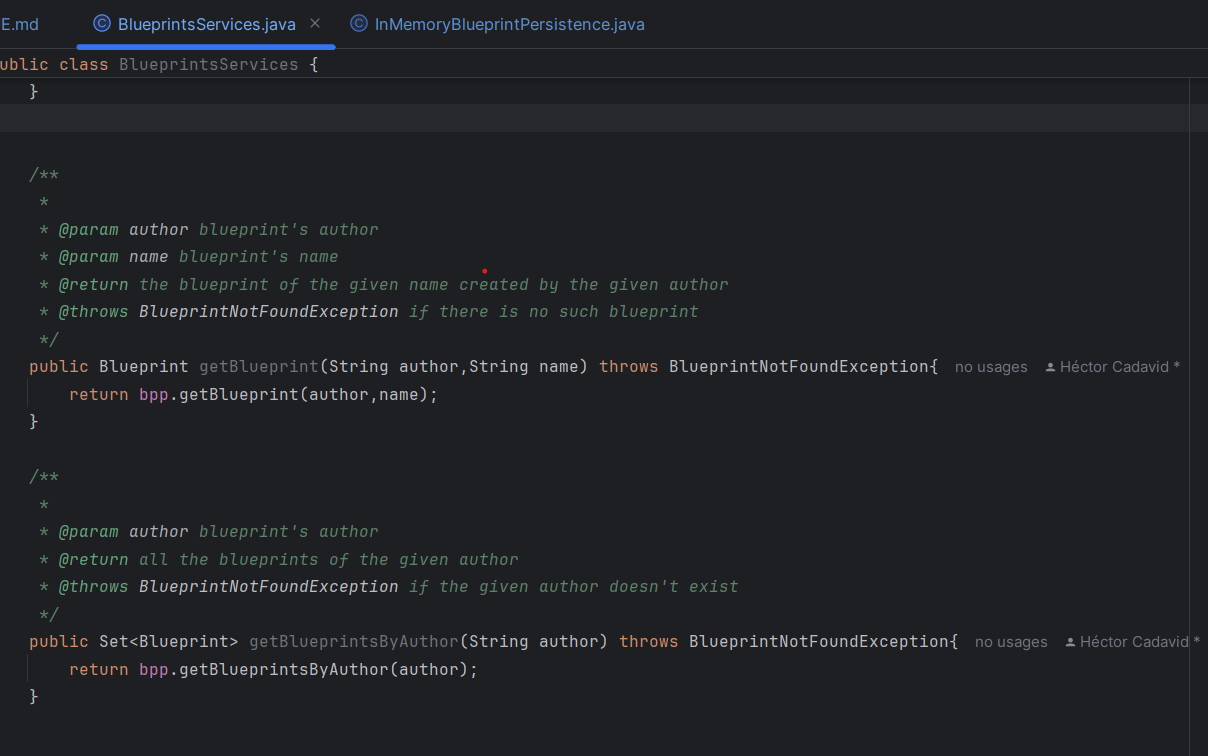 E.md BlueprintsServices.java InMemoryBlueprintPersistence.java
ublic class BlueprintsServices {
}
/**
*
* @param author blueprint's author
* @param name blueprint's name
* @return the blueprint of the given name created by the given author
* @throws BlueprintNotFoundException if there is no such blueprint
*/
public Blueprint getBlueprint(String author,String name) throws BlueprintNotFoundException{ no usages Héctor Cadavid *
return bpp.getBlueprint(author,name);
}
/**
*
* @param author blueprint's author
* @return all the blueprints of the given author
* @throws BlueprintNotFoundException if the given author doesn't exist
*/
public Set<Blueprint> getBlueprintsByAuthor(String author) throws BlueprintNotFoundException{ no usages Héctor Cadavid *
return bpp.getBlueprintsByAuthor(author);
}